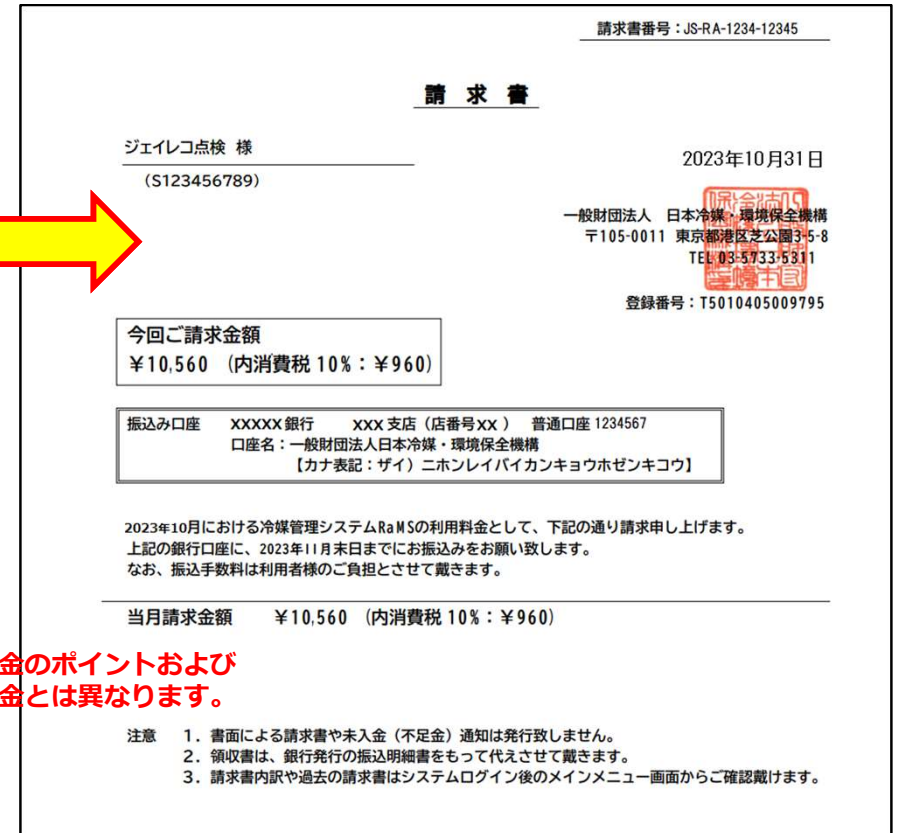 請求書番号：JS-RA-1234-12345
請 求 書
ジェイレコ点検 様
（S123456789）
2023年10月31日
一般財団法人 日本冷媒・環境保全機構
〒105-0011 東京都港区芝公園3-5-8
TEL 03-5733-5311
登録番号：T5010405009795
今回ご請求金額
￥10,560 （内消費税 10%：￥960）
振込み口座 XXXXX 銀行 XXX 支店（店番号XX ） 普通口座 1234567
口座名：一般財団法人日本冷媒・環境保全機構
【カナ表記：ザイ）ニホンレイバイカンキョウホゼンキコウ】
2023年10月における冷媒管理システムRaMSの利用料金として、下記の通り請求申し上げます。
上記の銀行口座に、2023年11月末日までにお振込みをお願い致します。
なお、振込手数料は利用者様のご負担とさせて戴きます。
当月請求金額 ￥10,560 （内消費税 10%：￥960）
金のポイントおよび
金とは異なります。
注意 1. 書面による請求書や未入金（不足金）通知は発行致しません。
2. 領収書は、銀行発行の振込明細書をもって代えさせて戴きます。
3. 請求書内訳や過去の請求書はシステムログイン後のメインメニュー画面からご確認戴けます。